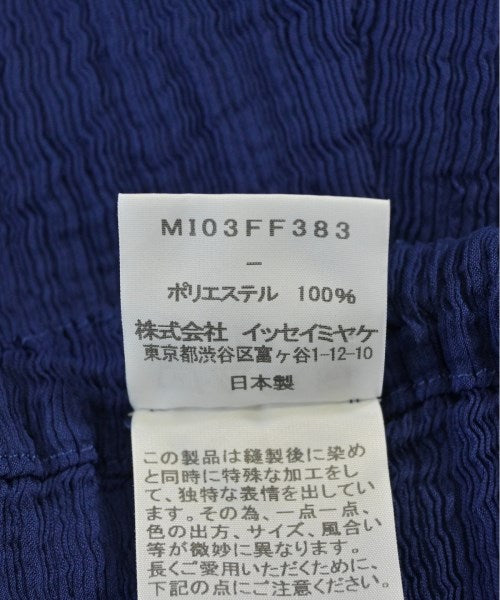 MI03FF383
—
ポリエステル 100%
株式会社 イッセイミヤケ
東京都渋谷区富ヶ谷1-12-10
日本製
この製品は縫製後に染め
と同時に特殊な加工をし
て、独特な表情を出してい
ます。その為、一点一点、
色の出方、サイズ、風合い
等が微妙に異なります。
長くご愛用いただくために、
下記の点にご注意ください。